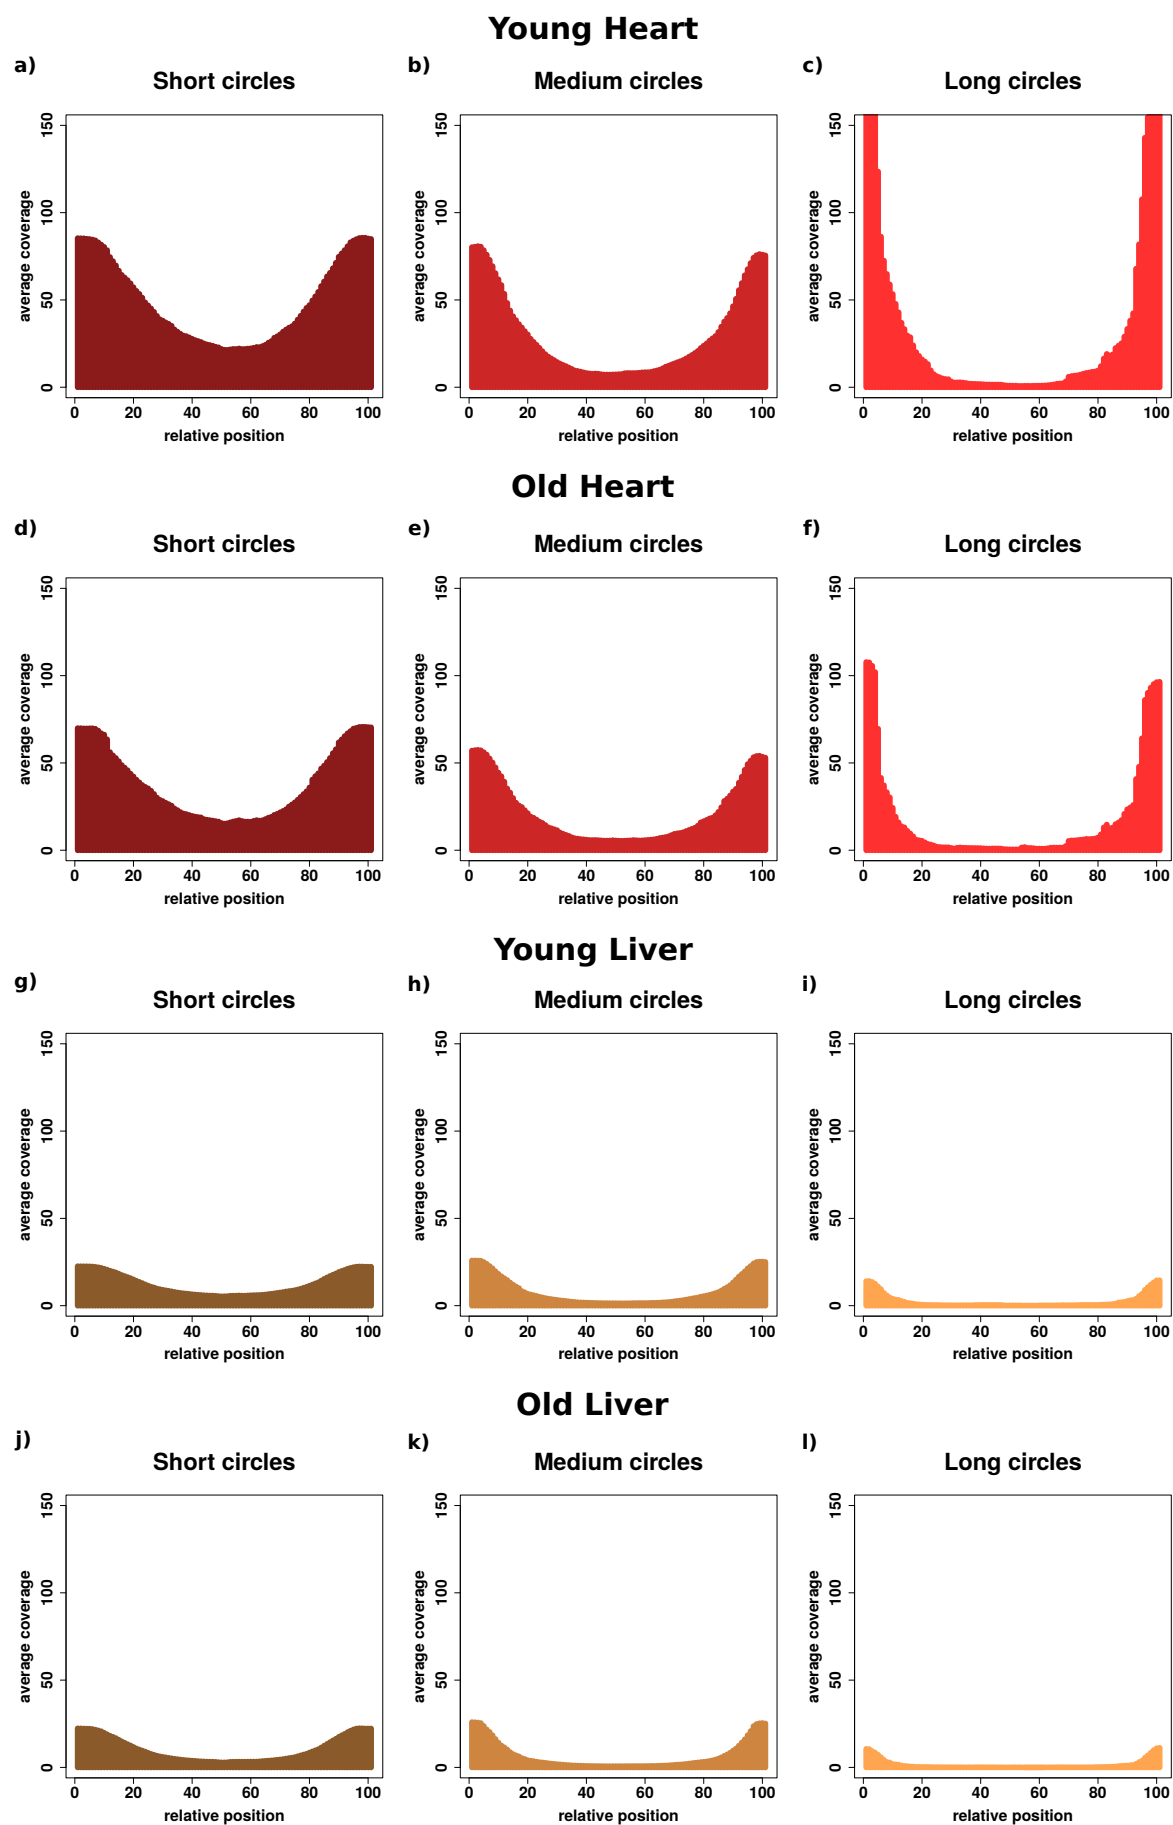 Young Heart
a) b) c)
Short circles Medium circles Long circles
150 150 150
100 100 100
50 50 50
0 0 0
average coverage average coverage average coverage
0 20 40 60 80 100 0 20 40 60 80 100 0 20 40 60 80 100
relative position relative position relative position
Old Heart
d) e) f)
Short circles Medium circles Long circles
150 150 150
100 100 100
50 50 50
0 0 0
average coverage average coverage average coverage
0 20 40 60 80 100 0 20 40 60 80 100 0 20 40 60 80 100
relative position relative position relative position
Young Liver
g) h) i)
Short circles Medium circles Long circles
150 150 150
100 100 100
50 50 50
0 0 0
average coverage average coverage average coverage
0 20 40 60 80 100 0 20 40 60 80 100 0 20 40 60 80 100
relative position relative position relative position
Old Liver
j) k) l)
Short circles Medium circles Long circles
150 150 150
100 100 100
50 50 50
0 0 0
average coverage average coverage average coverage
0 20 40 60 80 100 0 20 40 60 80 100 0 20 40 60 80 100
relative position relative position relative position